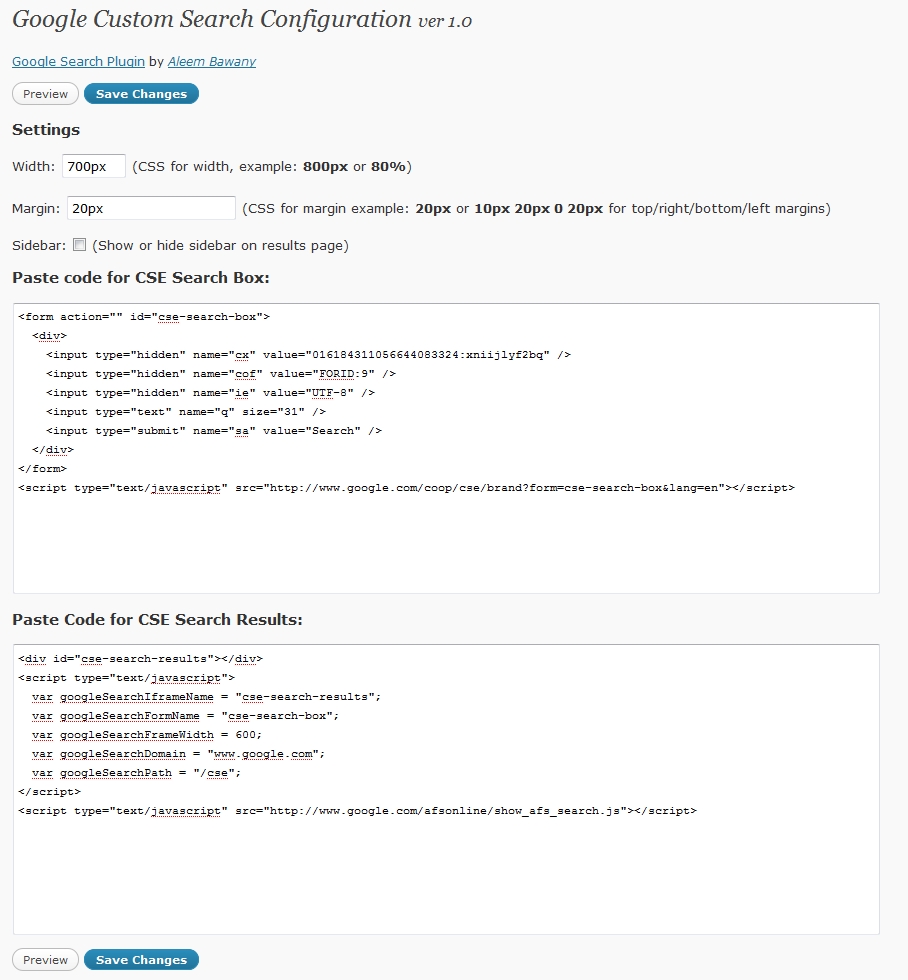 Google Custom Search Configuration ver 1.0
Google Search Plugin by Aleem Bawany
Preview Save Changes
Settings
Width: 700px (CSS for width, example: 800px or 80%)
Margin: 20px (CSS for margin example: 20px or 10px 20px 0 20px for top/right/bottom/left margins)
Sidebar: (Show or hide sidebar on results page)
Paste code for CSE Search Box:
<form action="" id="cse-search-box">
  <div>
    <input type="hidden" name="cx" value="016184311056644083324:xniijlyf2bq" />
    <input type="hidden" name="cof" value="FORID:9" />
    <input type="hidden" name="ie" value="UTF-8" />
    <input type="text" name="q" size="31" />
    <input type="submit" name="sa" value="Search" />
  </div>
</form>
<script type="text/javascript" src="http://www.google.com/coop/cse/brand?form=cse-search-box&lang=en"></script>
Paste Code for CSE Search Results:
<div id="cse-search-results"></div>
<script type="text/javascript">
  var googleSearchIframeName = "cse-search-results";
  var googleSearchFormName = "cse-search-box";
  var googleSearchFrameWidth = 600;
  var googleSearchDomain = "www.google.com";
  var googleSearchPath = "/cse";
</script>
<script type="text/javascript" src="http://www.google.com/afsonline/show_afs_search.js"></script>
Preview Save Changes